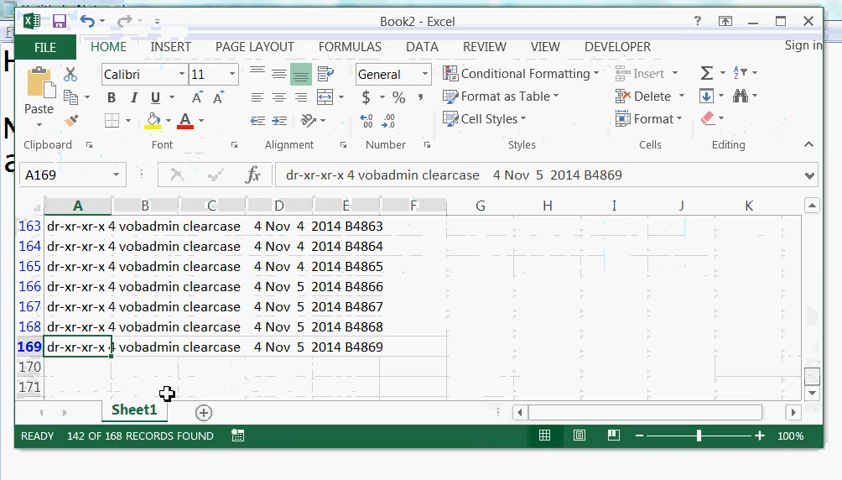 Book2 - Excel
FILE HOME INSERT PAGE LAYOUT FORMULAS DATA REVIEW VIEW DEVELOPER Sign in
Paste
Calibri 11
B I U A A
General
$ % ,
Conditional Formatting
Format as Table
Cell Styles
Insert
Delete
Format
Clipboard Font Alignment Number Styles Cells Editing
A169 fx dr-xr-xr-x 4 vobadmin clearcase 4 Nov 5 2014 B4869
A B C D E F G H I J K
163 dr-xr-xr-x 4 vobadmin clearcase 4 Nov 4 2014 B4863
164 dr-xr-xr-x 4 vobadmin clearcase 4 Nov 4 2014 B4864
165 dr-xr-xr-x 4 vobadmin clearcase 4 Nov 4 2014 B4865
166 dr-xr-xr-x 4 vobadmin clearcase 4 Nov 5 2014 B4866
167 dr-xr-xr-x 4 vobadmin clearcase 4 Nov 5 2014 B4867
168 dr-xr-xr-x 4 vobadmin clearcase 4 Nov 5 2014 B4868
169 dr-xr-xr-x 4 vobadmin clearcase 4 Nov 5 2014 B4869
170
171
Sheet1
READY 142 OF 168 RECORDS FOUND 100%